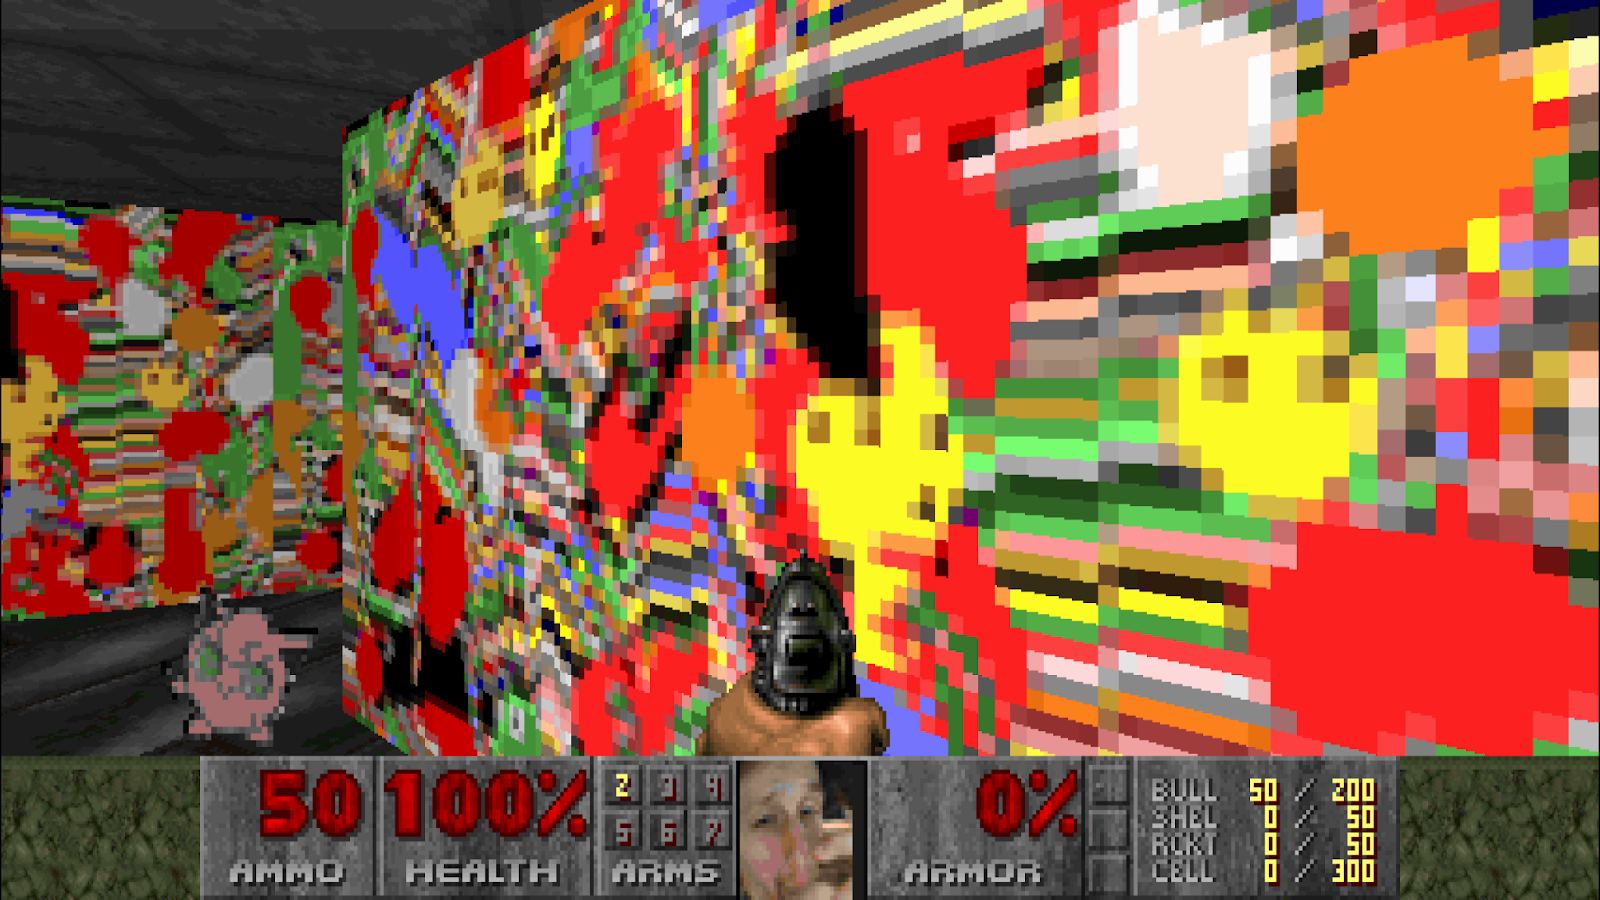 50 100% 2 3 4 0% BULL 50 / 200
5 6 7 SHEL 0 / 50
RCKT 0 / 50
AMMO HEALTH ARMS ARMOR CELL 0 / 300